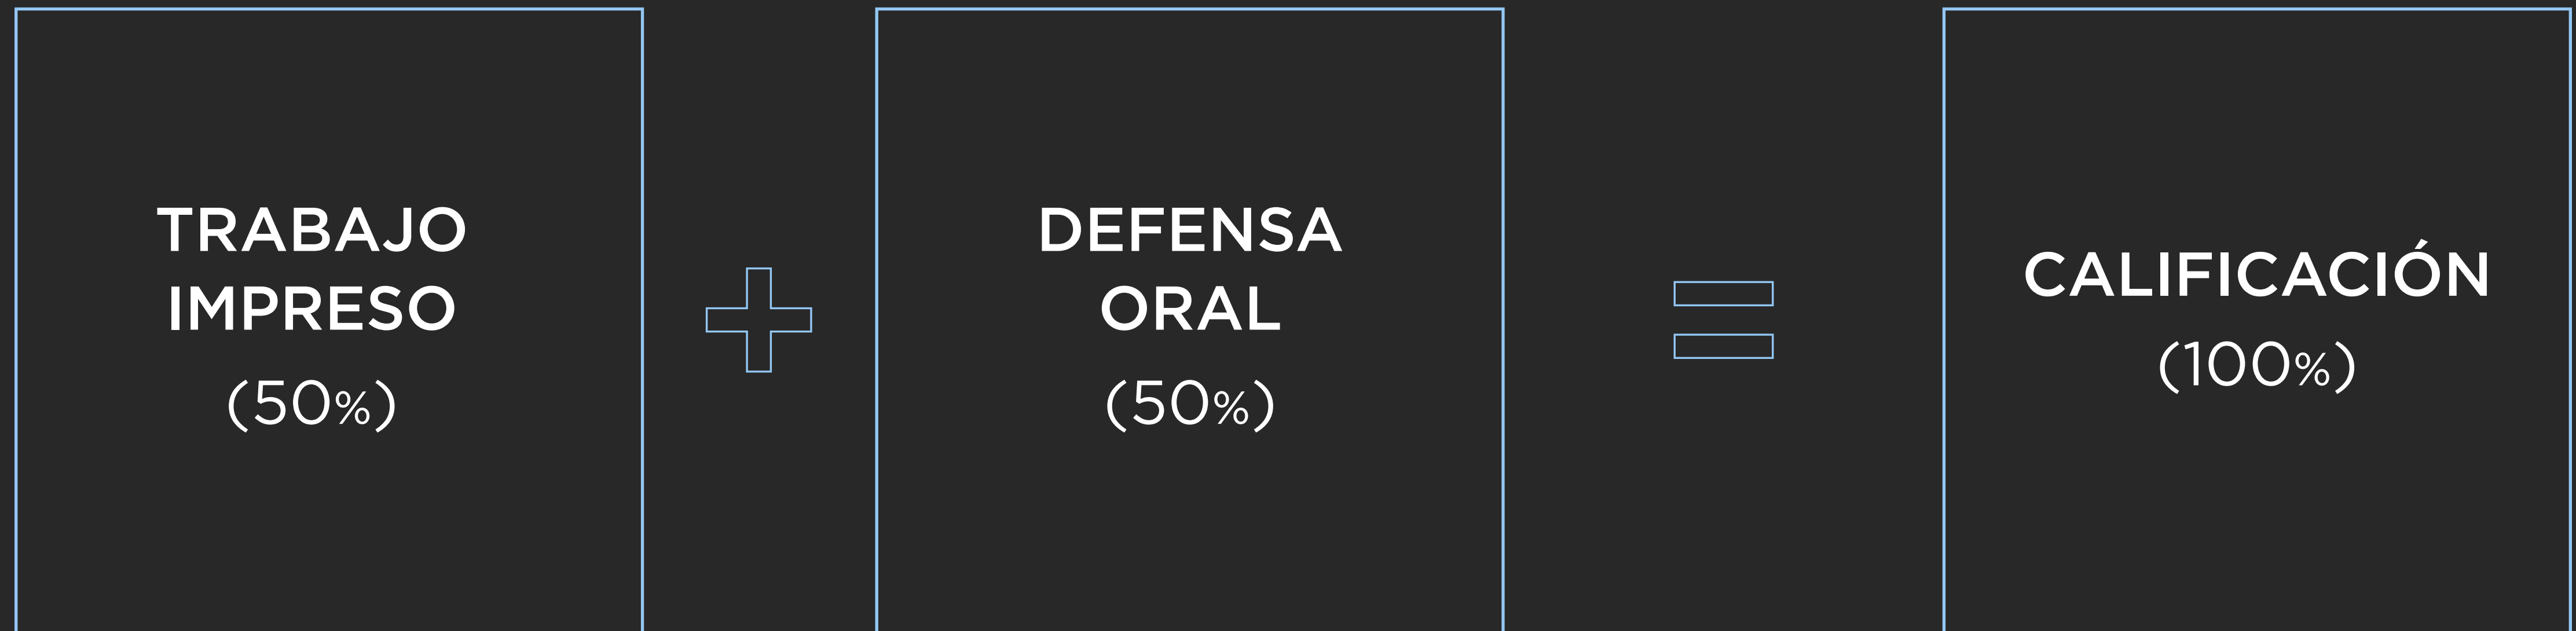 TRABAJO
IMPRESO
(50%)
+
DEFENSA
ORAL
(50%)
=
CALIFICACIÓN
(100%)